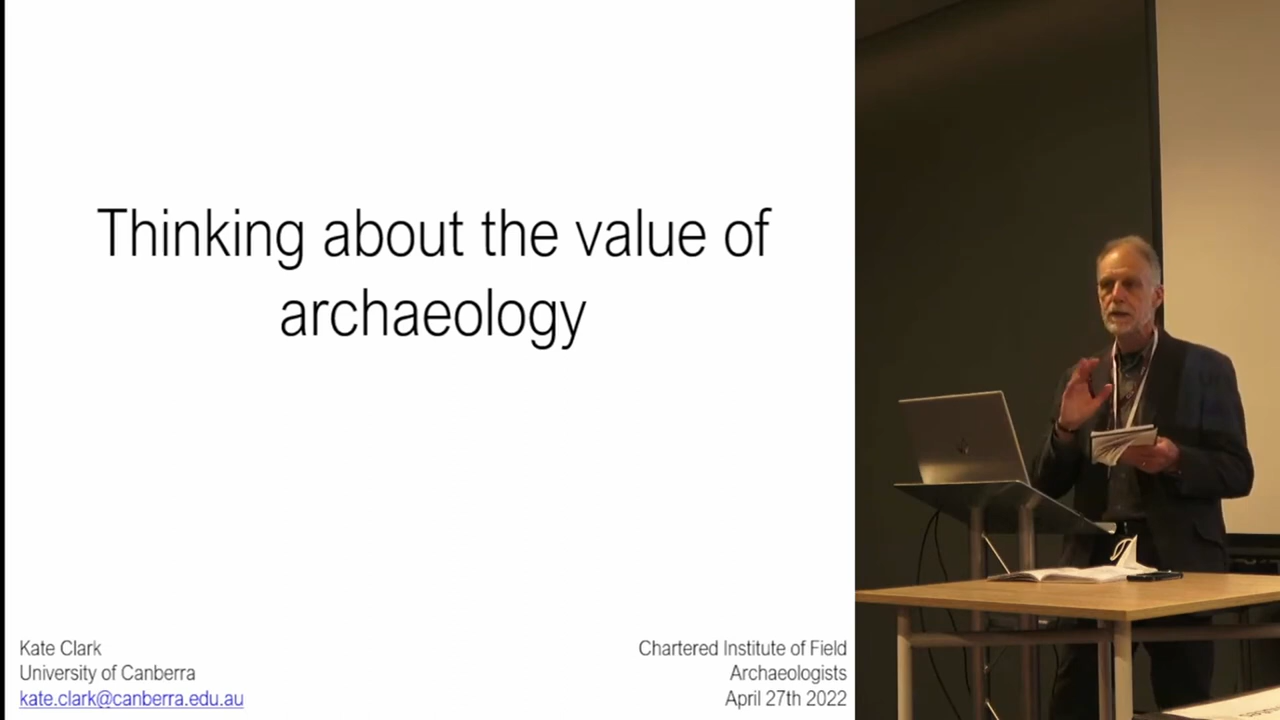 Thinking about the value of
archaeology
Kate Clark
University of Canberra
kate.clark@canberra.edu.au
Chartered Institute of Field
Archaeologists
April 27th 2022